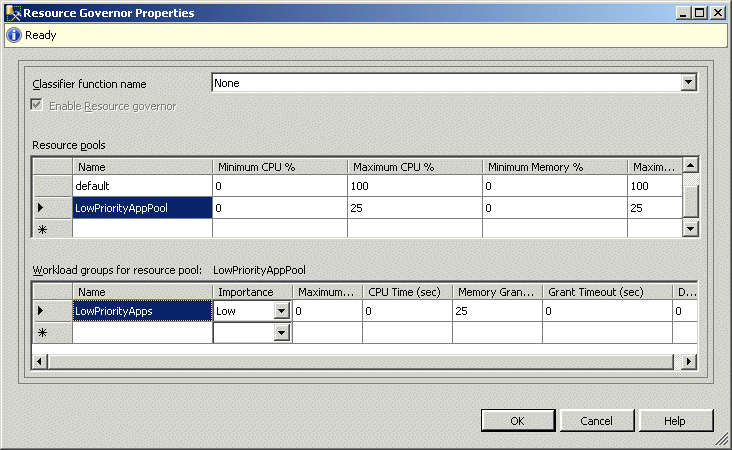 Resource Governor Properties
Ready
Classifier function name None
Enable Resource governor
Resource pools
Name Minimum CPU % Maximum CPU % Minimum Memory % Maxim...
default 0 100 0 100
LowPriorityAppPool 0 25 0 25
Workload groups for resource pool: LowPriorityAppPool
Name Importance Maximum... CPU Time (sec) Memory Gran... Grant Timeout (sec) D...
LowPriorityApps Low 0 0 25 0 0
OK Cancel Help